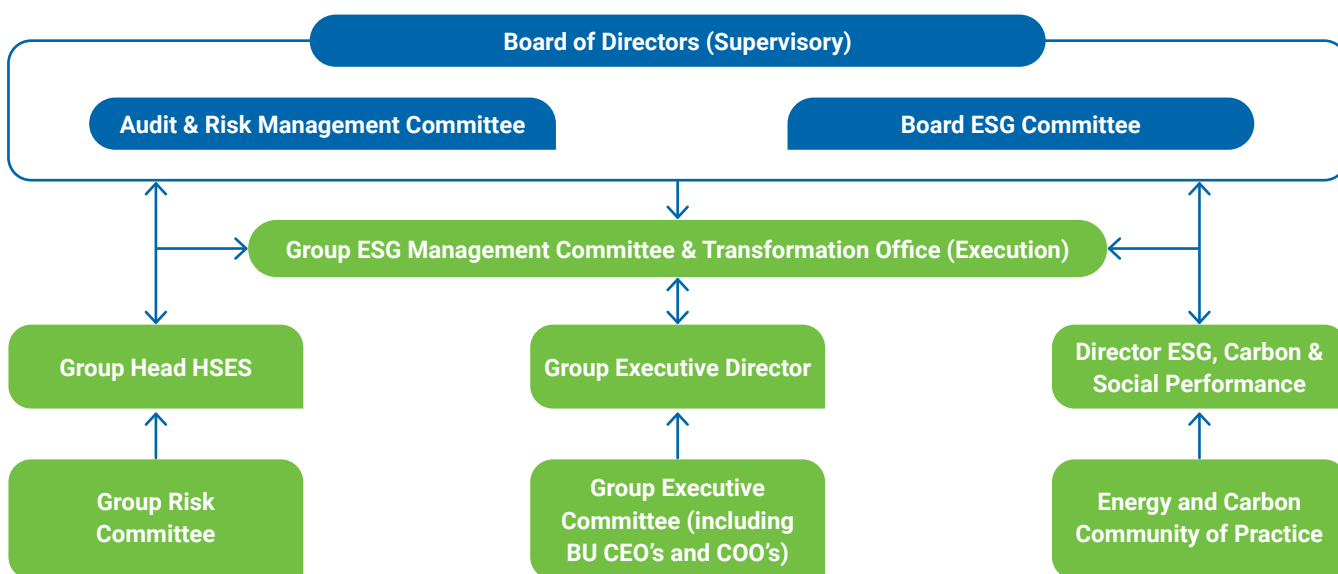 Board of Directors (Supervisory)
Audit & Risk Management Committee
Board ESG Committee
Group ESG Management Committee & Transformation Office (Execution)
Group Head HSES
Group Executive Director
Director ESG, Carbon &
Social Performance
Group Risk
Committee
Group Executive
Committee (including
BU CEO's and COO's)
Energy and Carbon
Community of Practice